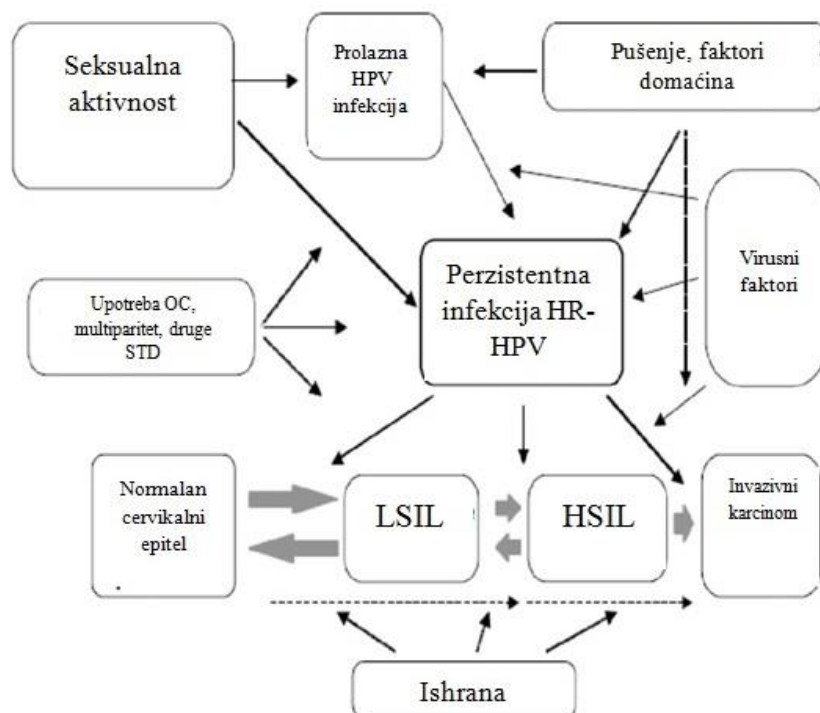 Seksualna
aktivnost
Prolazna
HPV
infekcija
Pušenje, faktori
domaćina
Perzistentna
infekcija HR-
HPV
Virusni
faktori
Upotreba OC,
multiparitet, druge
STD
Normalan
cervikalni
epitel
LSIL
HSIL
Invazivni
karcinom
Ishrana